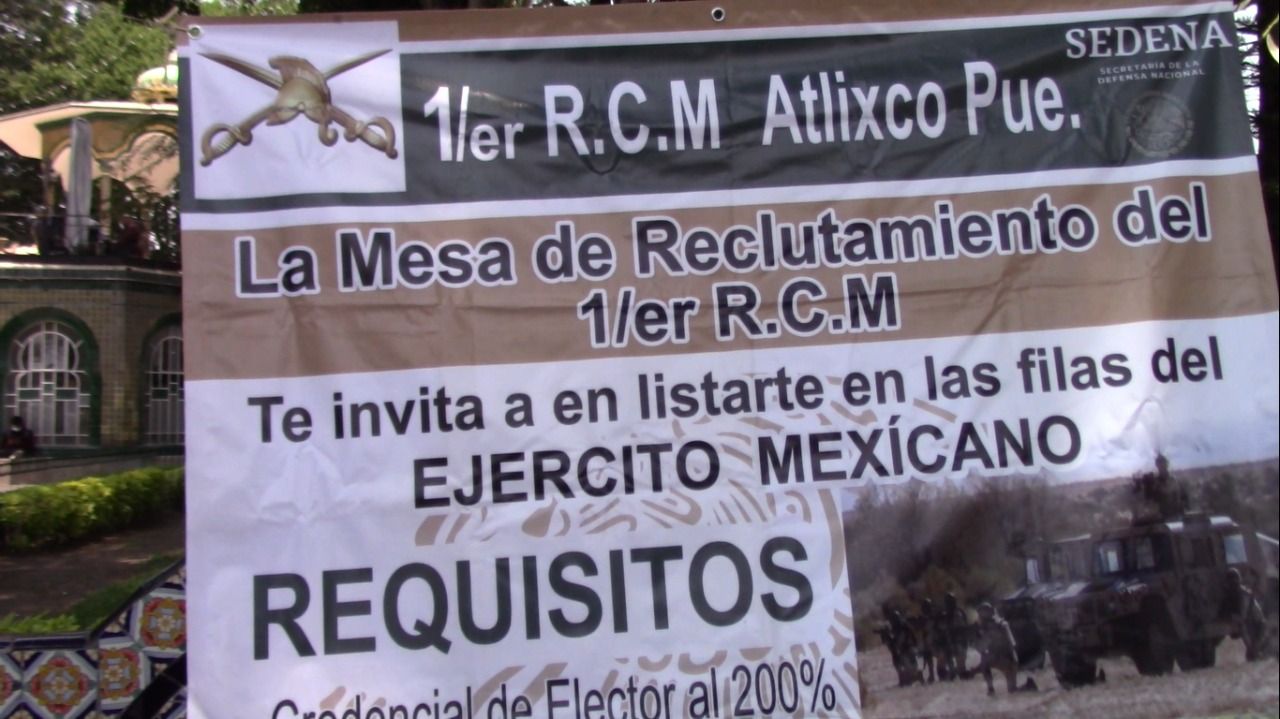 SEDENA
SECRETARÍA DE LA
DEFENSA NACIONAL
1/er R.C.M Atlixco Pue.
La Mesa de Reclutamiento del
1/er R.C.M
Te invita a en listarte en las filas del
EJERCITO MEXÍCANO
REQUISITOS
Credencial de Elector al 200%